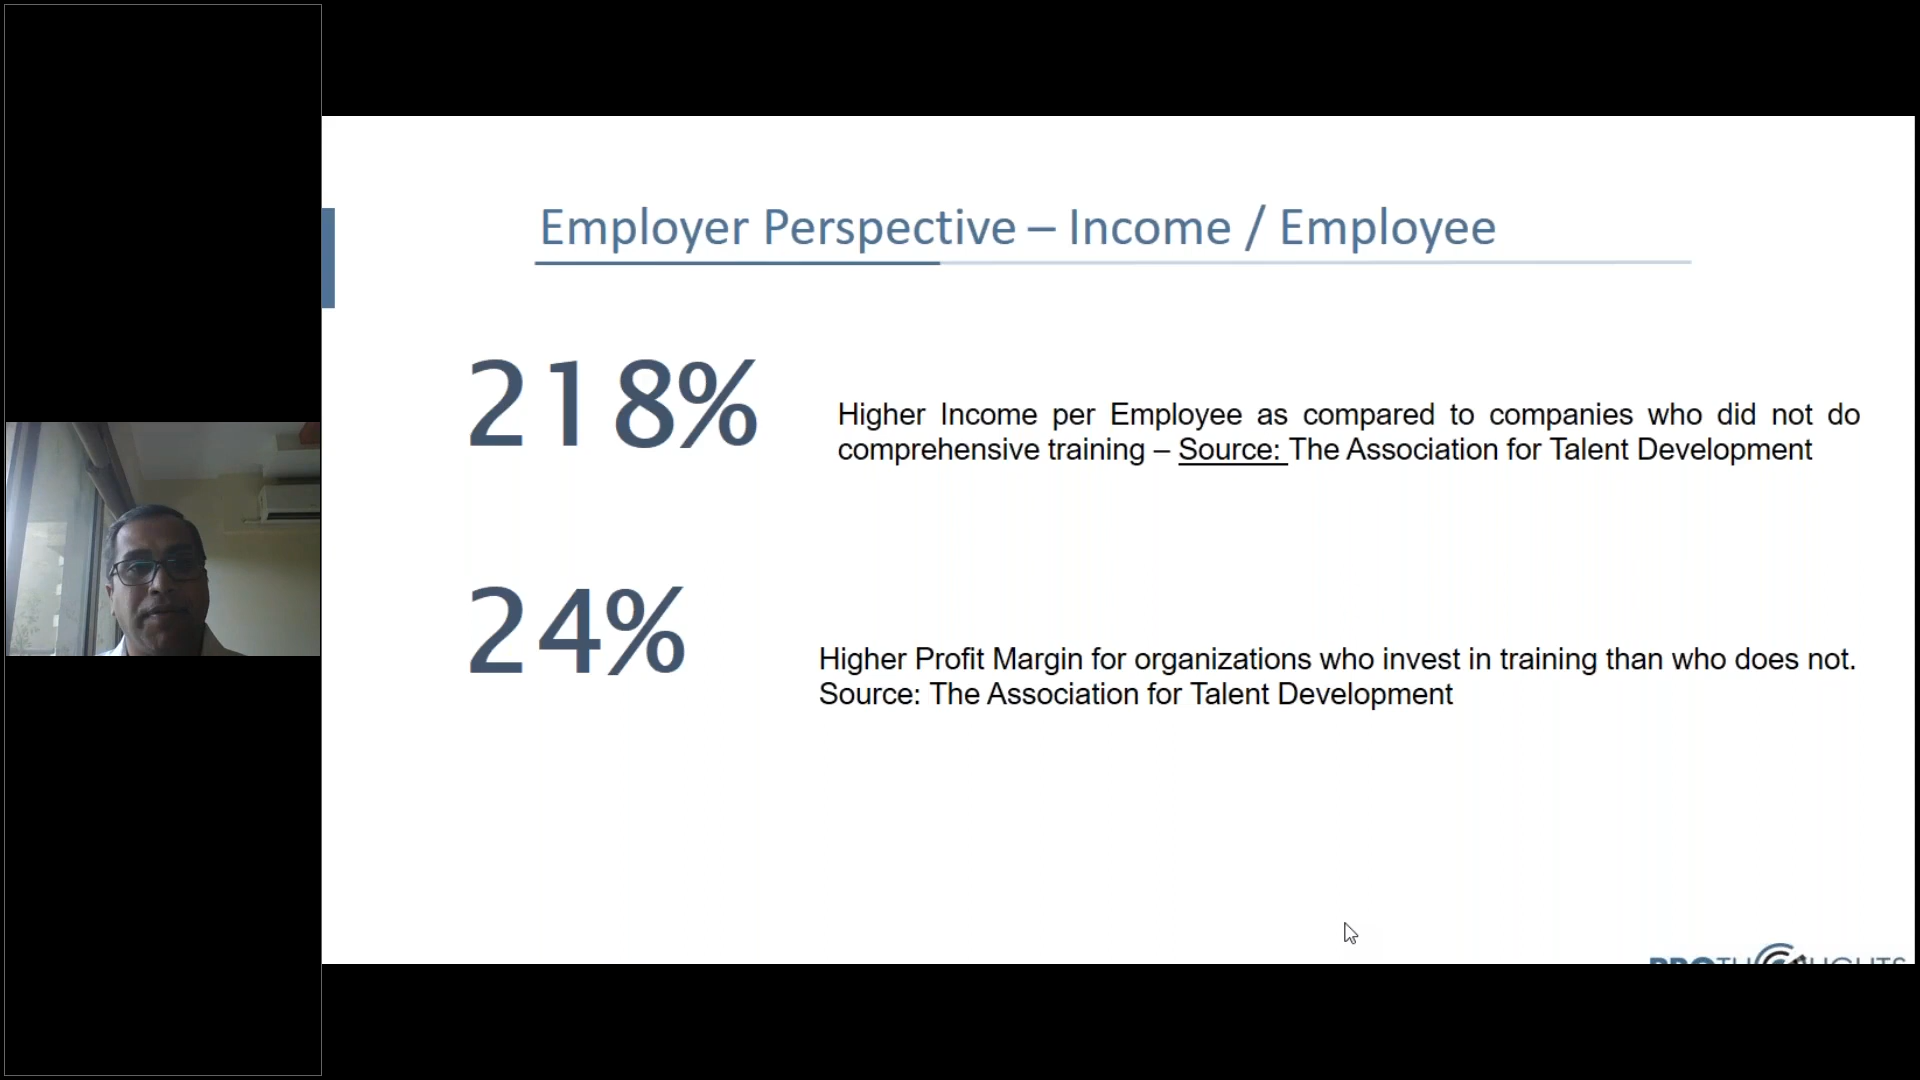 Employer Perspective – Income / Employee
218%
Higher Income per Employee as compared to companies who did not do
comprehensive training – Source: The Association for Talent Development
24%
Higher Profit Margin for organizations who invest in training than who does not.
Source: The Association for Talent Development